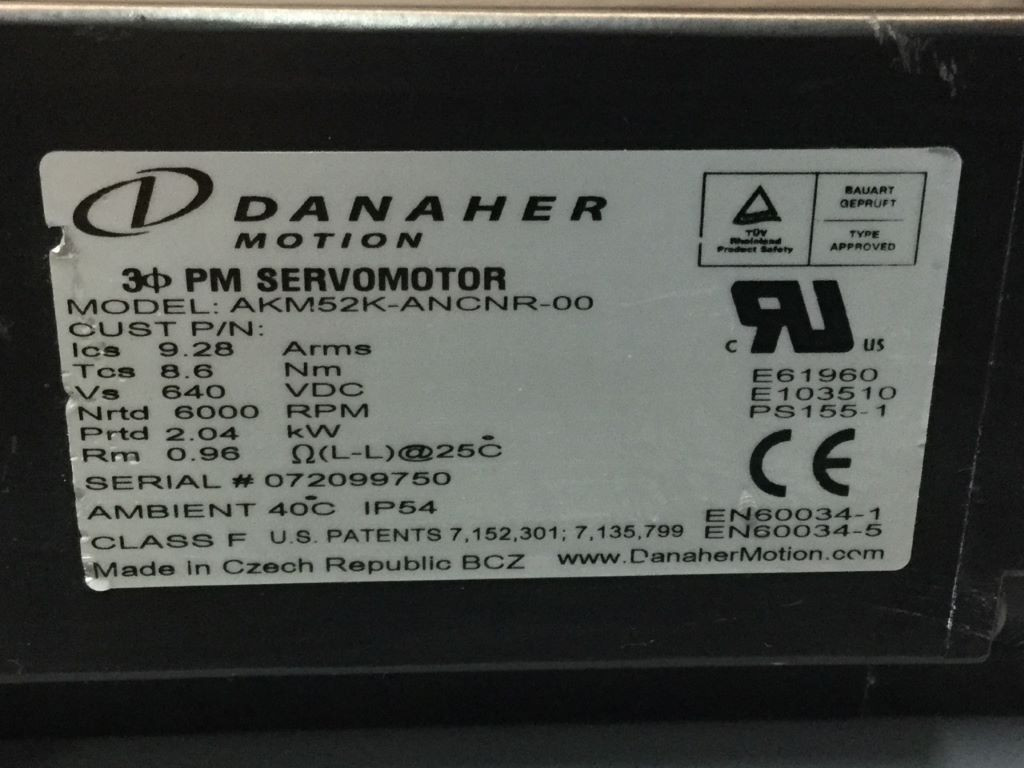 DANAHER
MOTION
TÜV
Rheinland
Product Safety
BAUART
GEPRÜFT
TYPE
APPROVED
3Φ PM SERVOMOTOR
MODEL: AKM52K-ANCNR-00
CUST P/N:
Ics 9.28 Arms
Tcs 8.6 Nm
Vs 640 VDC
Nrtd 6000 RPM
Prtd 2.04 kW
Rm 0.96 Ω(L-L)@25°C
SERIAL # 072099750
AMBIENT 40°C IP54
CLASS F U.S. PATENTS 7,152,301; 7,135,799
Made in Czech Republic BCZ www.DanaherMotion.com
C RU US
E61960
E103510
PS155-1
CE
EN60034-1
EN60034-5